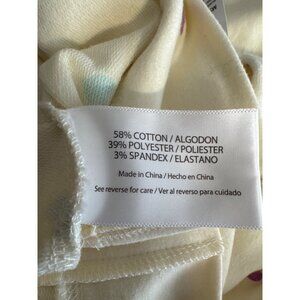 58% COTTON / ALGODON
39% POLYESTER / POLIESTER
3% SPANDEX / ELASTANO
Made in China / Hecho en China
See reverse for care / Ver al reverso para cuidado